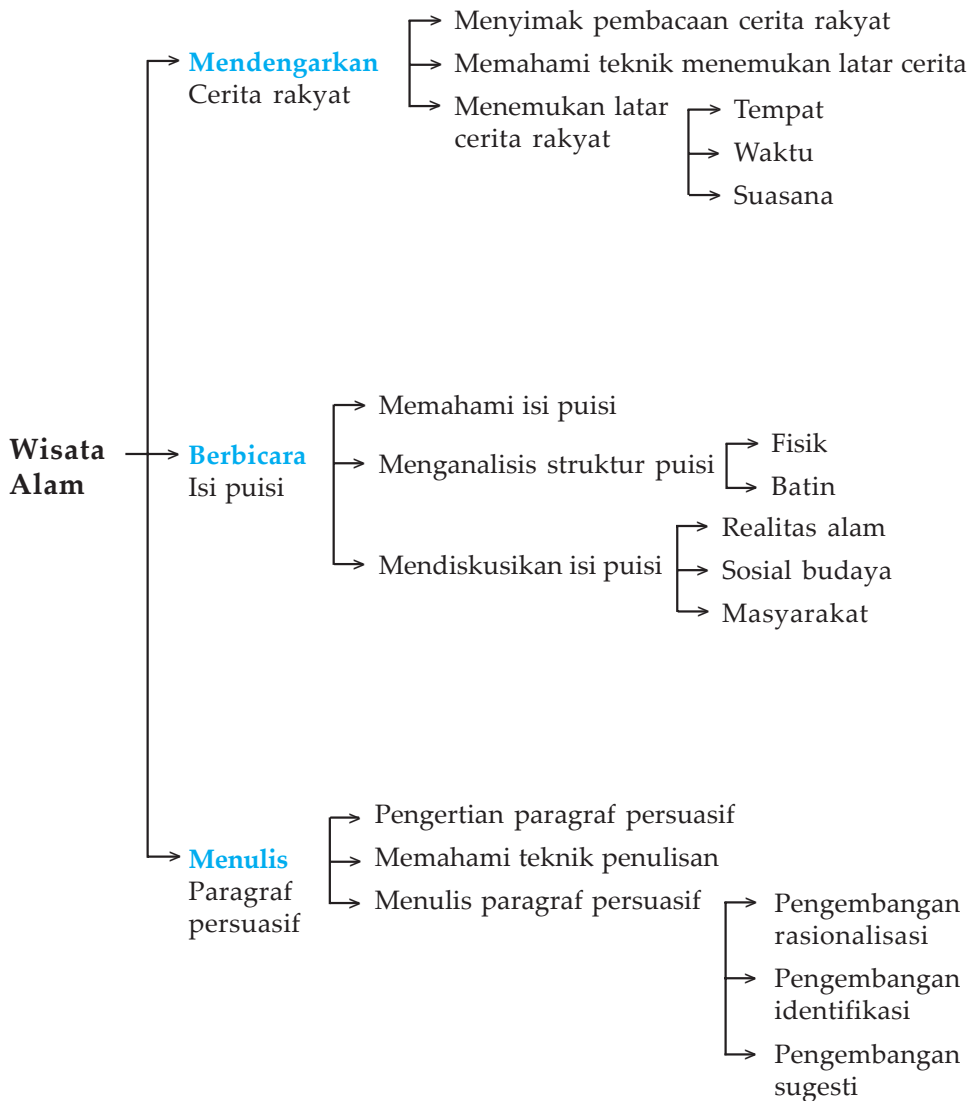 Wisata
Alam
Mendengarkan
Cerita rakyat
Menyimak pembacaan cerita rakyat
Memahami teknik menemukan latar cerita
Menemukan latar
cerita rakyat
Tempat
Waktu
Suasana
Berbicara
Isi puisi
Memahami isi puisi
Menganalisis struktur puisi
Fisik
Batin
Mendiskusikan isi puisi
Realitas alam
Sosial budaya
Masyarakat
Menulis
Paragraf
persuasif
Pengertian paragraf persuasif
Memahami teknik penulisan
Menulis paragraf persuasif
Pengembangan
rasionalisasi
Pengembangan
identifikasi
Pengembangan
sugesti